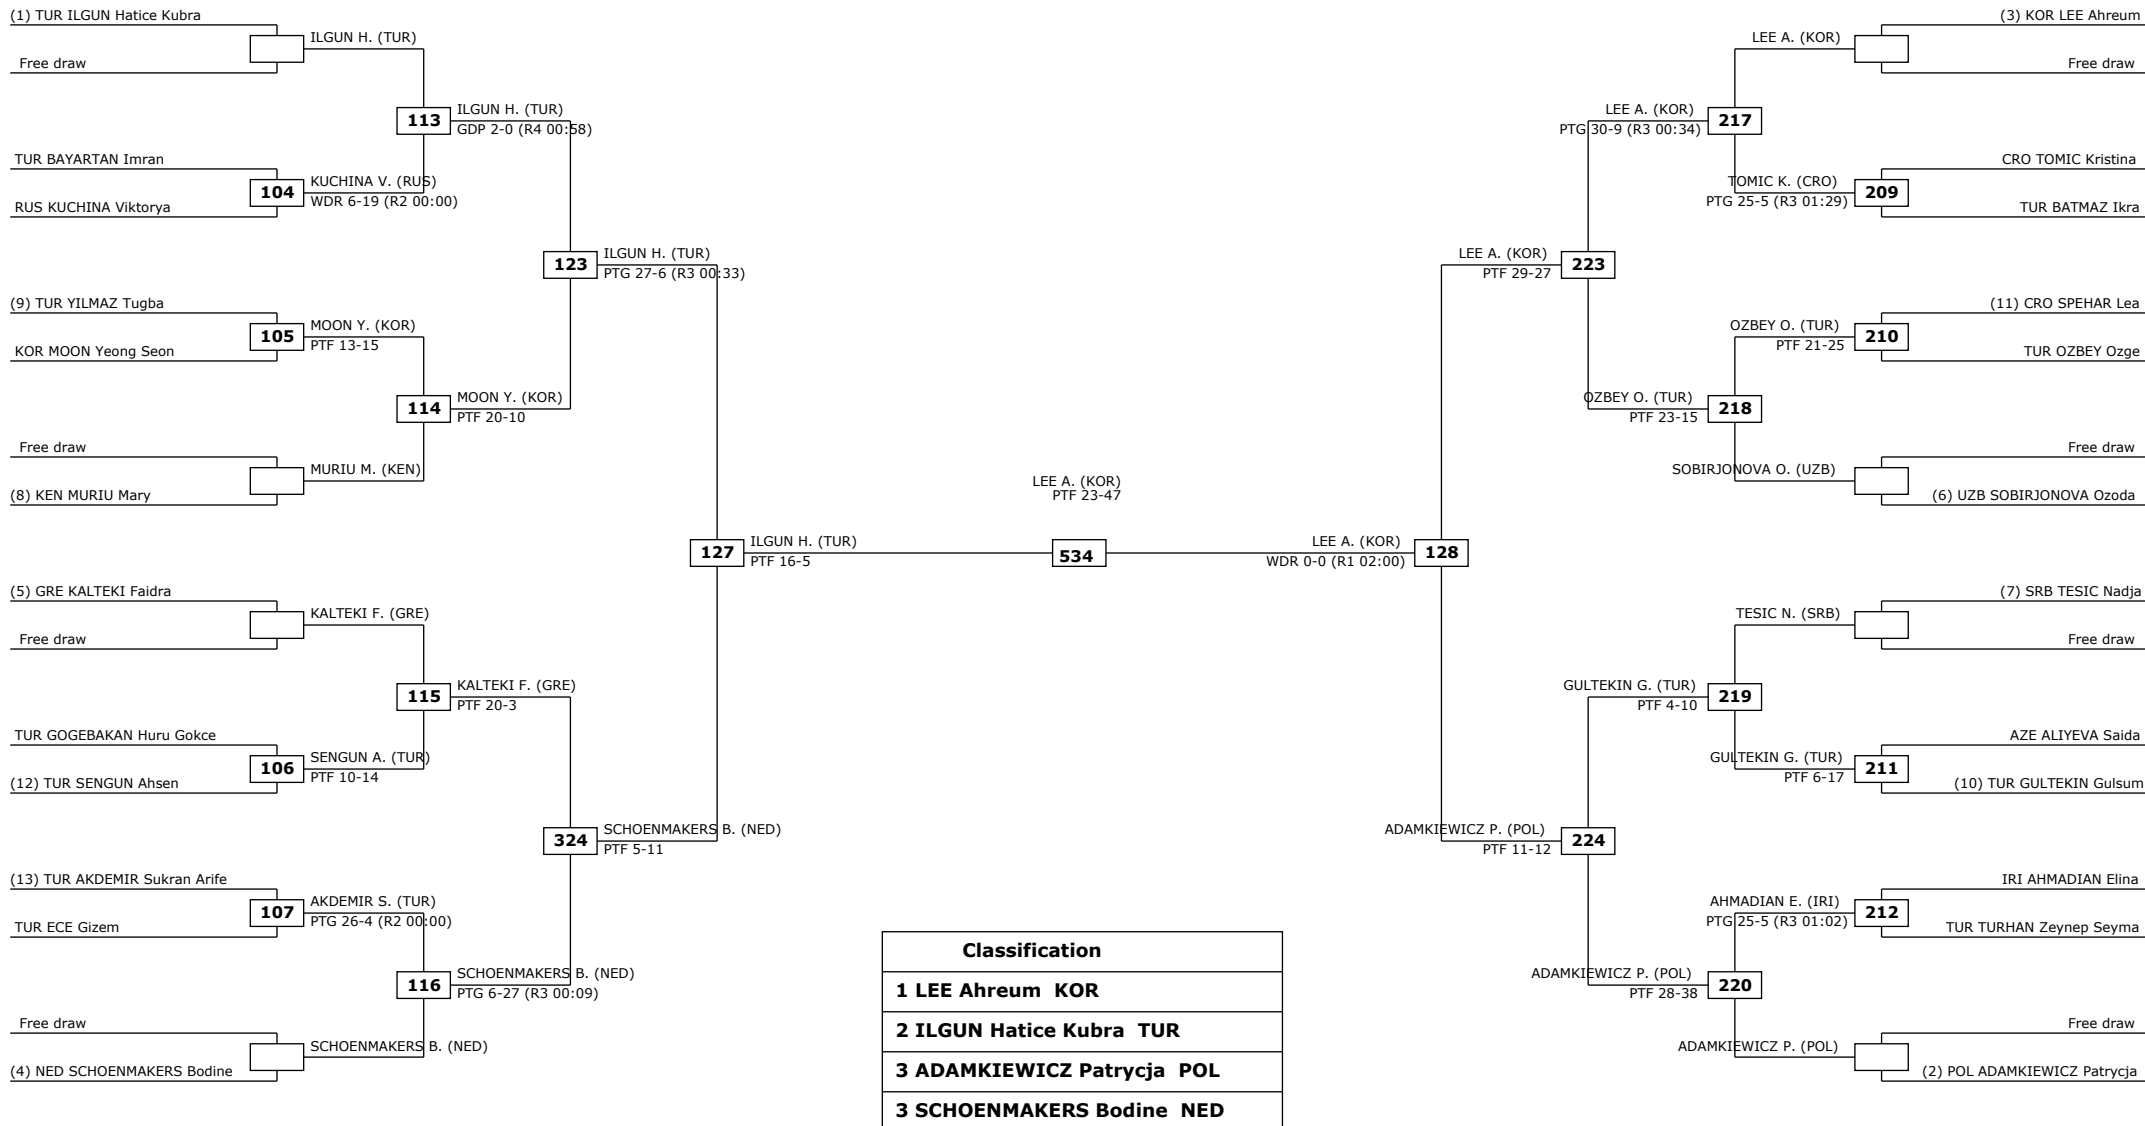 (1) TUR ILGUN Hatice Kubra
Free draw
ILGUN H. (TUR)
113
ILGUN H. (TUR)
GDP 2-0 (R4 00:58)
TUR BAYARTAN Imran
RUS KUCHINA Viktorya
104
KUCHINA V. (RUS)
WDR 6-19 (R2 00:00)
123
ILGUN H. (TUR)
PTG 27-6 (R3 00:33)
(9) TUR YILMAZ Tugba
KOR MOON Yeong Seon
105
MOON Y. (KOR)
PTF 13-15
114
MOON Y. (KOR)
PTF 20-10
Free draw
(8) KEN MURIU Mary
MURIU M. (KEN)
127
ILGUN H. (TUR)
PTF 16-5
(5) GRE KALTEKI Faidra
Free draw
KALTEKI F. (GRE)
115
KALTEKI F. (GRE)
PTF 20-3
TUR GOGEBAKAN Huru Gokce
(12) TUR SENGUN Ahsen
106
SENGUN A. (TUR)
PTF 10-14
324
SCHOENMAKERS B. (NED)
PTF 5-11
(13) TUR AKDEMIR Sukran Arife
TUR ECE Gizem
107
AKDEMIR S. (TUR)
PTG 26-4 (R2 00:00)
116
SCHOENMAKERS B. (NED)
PTG 6-27 (R3 00:09)
Free draw
(4) NED SCHOENMAKERS Bodine
SCHOENMAKERS B. (NED)
LEE A. (KOR)
PTF 23-47
534
LEE A. (KOR)
WDR 0-0 (R1 02:00)
128
(3) KOR LEE Ahreum
Free draw
LEE A. (KOR)
LEE A. (KOR)
PTG 30-9 (R3 00:34)
217
CRO TOMIC Kristina
TUR BATMAZ Ikra
TOMIC K. (CRO)
PTG 25-5 (R3 01:29)
209
LEE A. (KOR)
PTF 29-27
223
(11) CRO SPEHAR Lea
TUR OZBEY Ozge
OZBEY O. (TUR)
PTF 21-25
210
OZBEY O. (TUR)
PTF 23-15
218
Free draw
(6) UZB SOBIRJONOVA Ozoda
SOBIRJONOVA O. (UZB)
(7) SRB TESIC Nadja
Free draw
TESIC N. (SRB)
GULTEKIN G. (TUR)
PTF 4-10
219
AZE ALIYEVA Saida
(10) TUR GULTEKIN Gulsum
GULTEKIN G. (TUR)
PTF 6-17
211
ADAMKIEWICZ P. (POL)
PTF 11-12
224
IRI AHMADIAN Elina
TUR TURHAN Zeynep Seyma
AHMADIAN E. (IRI)
PTG 25-5 (R3 01:02)
212
ADAMKIEWICZ P. (POL)
PTF 28-38
220
Free draw
(2) POL ADAMKIEWICZ Patrycja
ADAMKIEWICZ P. (POL)
Classification
1 LEE Ahreum KOR
2 ILGUN Hatice Kubra TUR
3 ADAMKIEWICZ Patrycja POL
3 SCHOENMAKERS Bodine NED